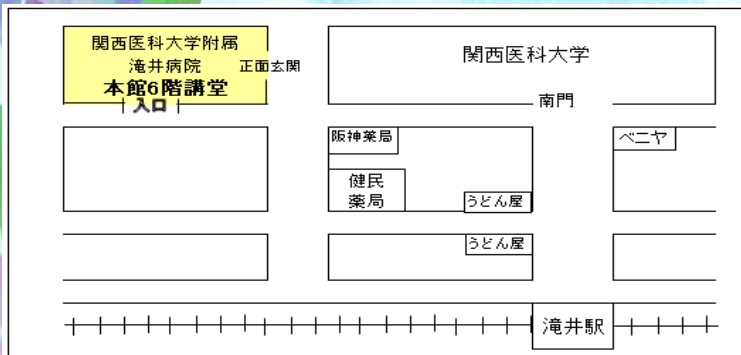 関西医科大学附属
滝井病院
正面玄関
本館6階講堂
入口
関西医科大学
南門
阪神薬局
健民
薬局
うどん屋
ベニヤ
うどん屋
滝井駅